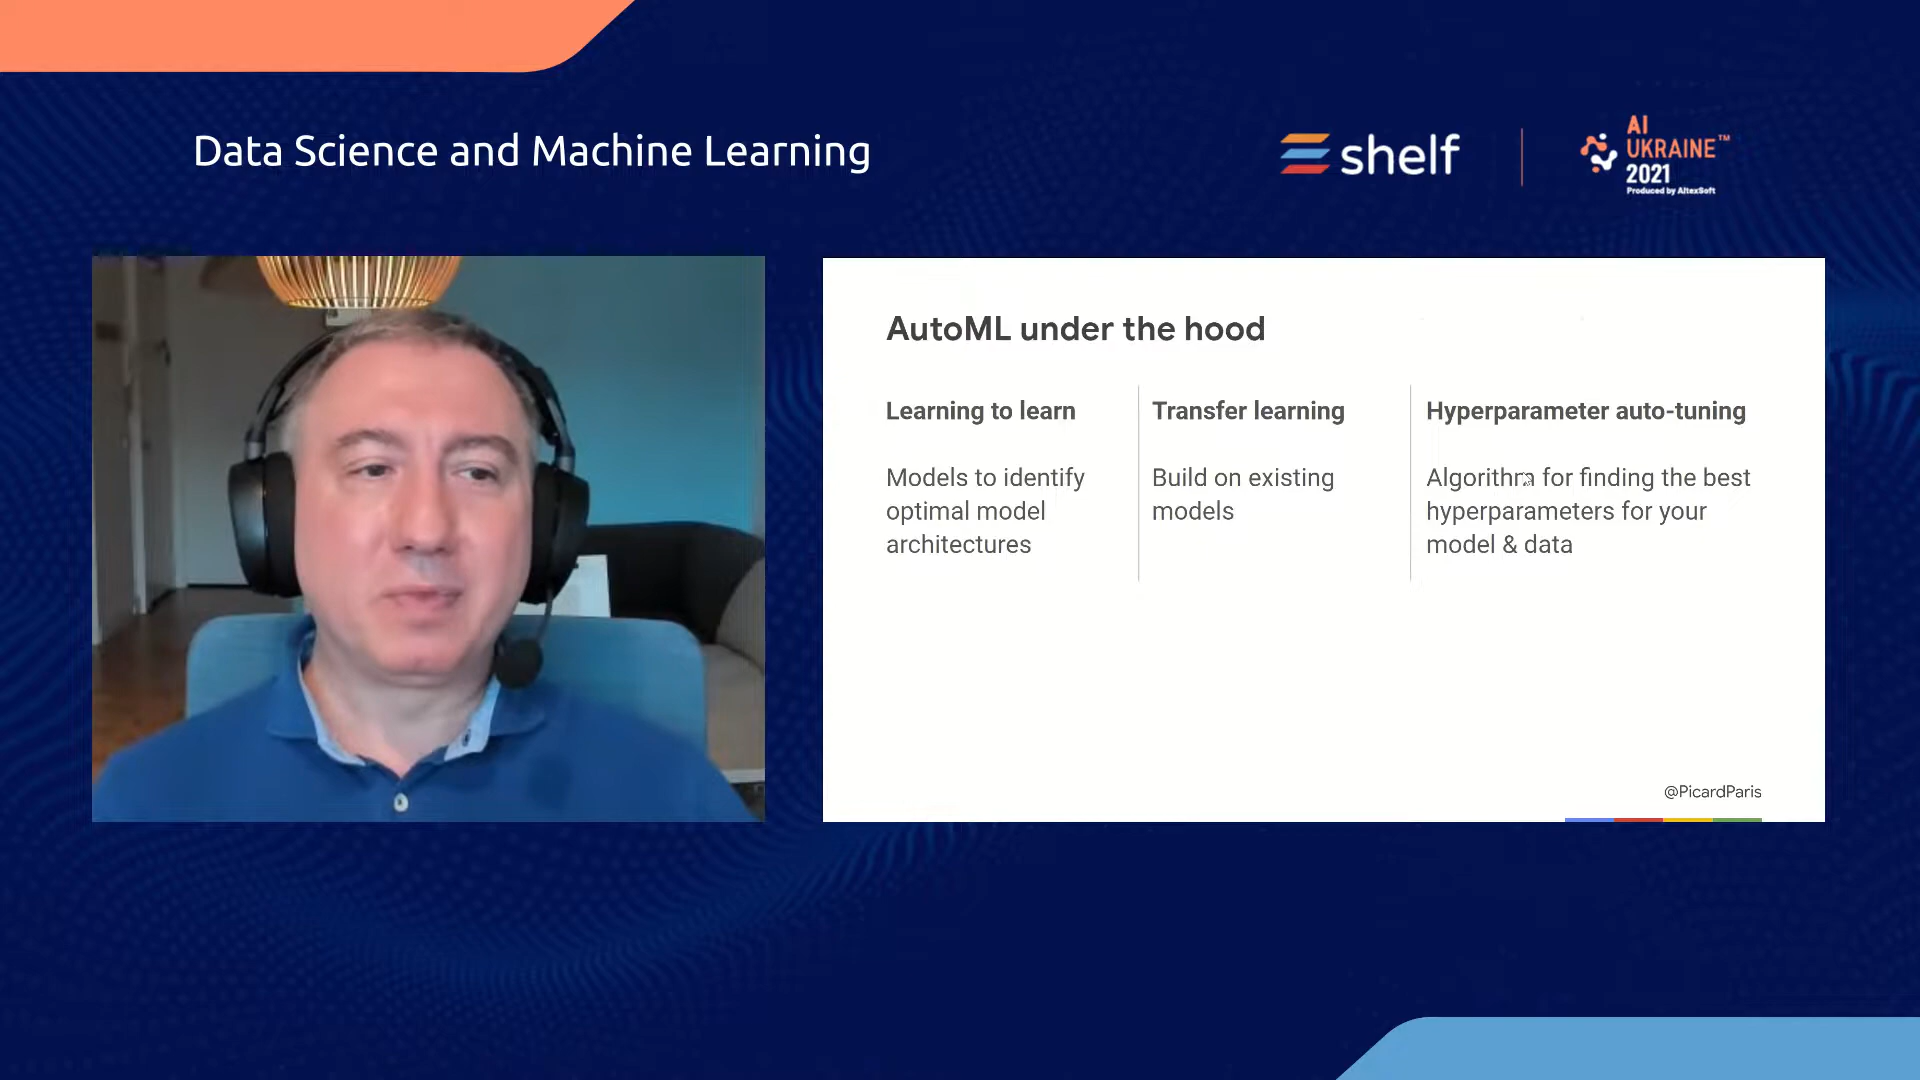 Data Science and Machine Learning
shelf
AI
UKRAINE™
2021
Produced by AltexSoft
AutoML under the hood
Learning to learn
Models to identify
optimal model
architectures
Transfer learning
Build on existing
models
Hyperparameter auto-tuning
Algorithm for finding the best
hyperparameters for your
model & data
@PicardParis